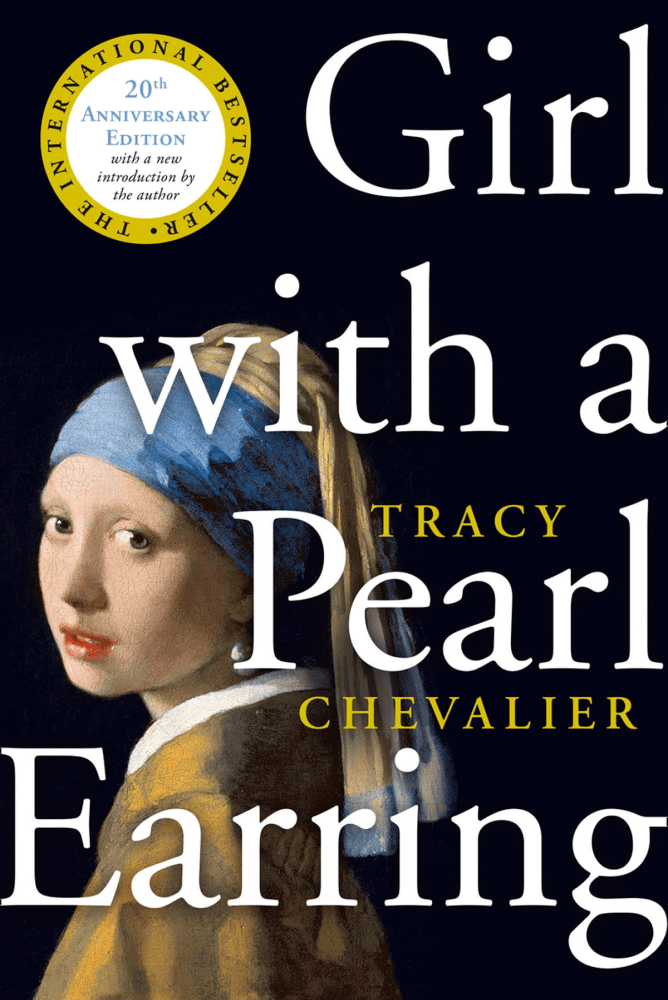 Girl
THE INTERNATIONAL BESTSELLER •
20th
ANNIVERSARY
EDITION
with a new
introduction by
the author
with a
TRACY
Pearl
CHEVALIER
Earring